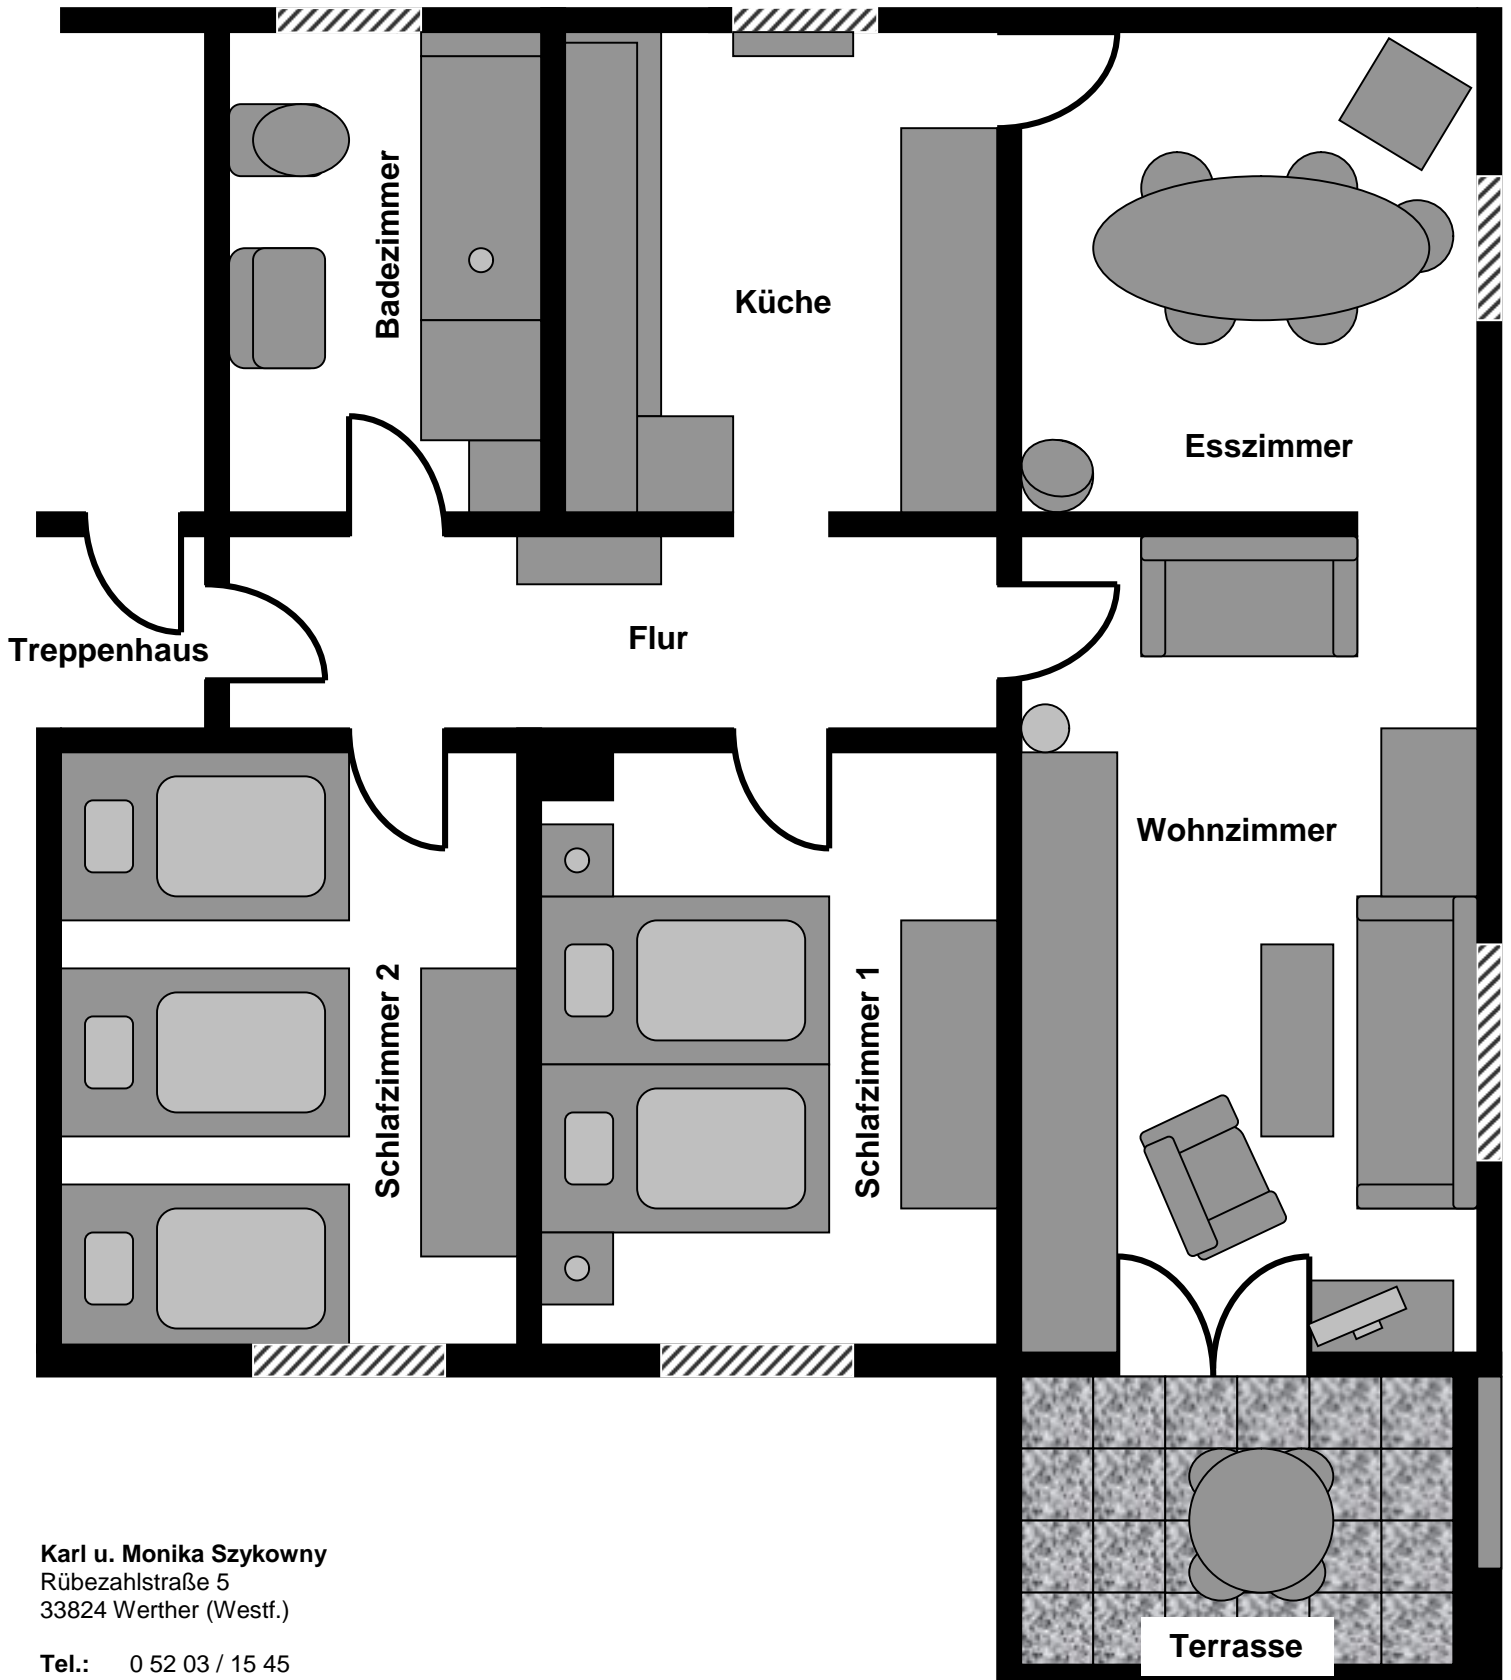 Badezimmer
Küche
Esszimmer
Treppenhaus
Flur
Wohnzimmer
Schlafzimmer 2
Schlafzimmer 1
Karl u. Monika Szykowny
Rübezahlstraße 5
33824 Werther (Westf.)
Tel.: 0 52 03 / 15 45
Terrasse